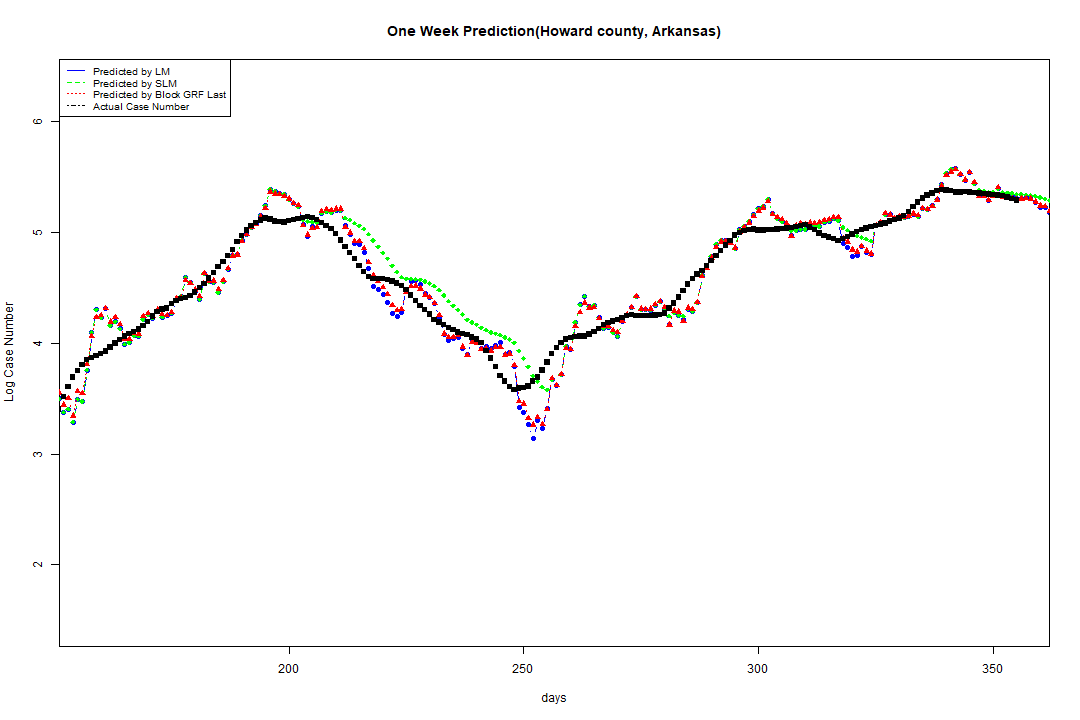 One Week Prediction(Howard county, Arkansas)
Predicted by LM
Predicted by SLM
Predicted by Block GRF Last
Actual Case Number
6
5
4
3
2
Log Case Number
200 250 300 350
days